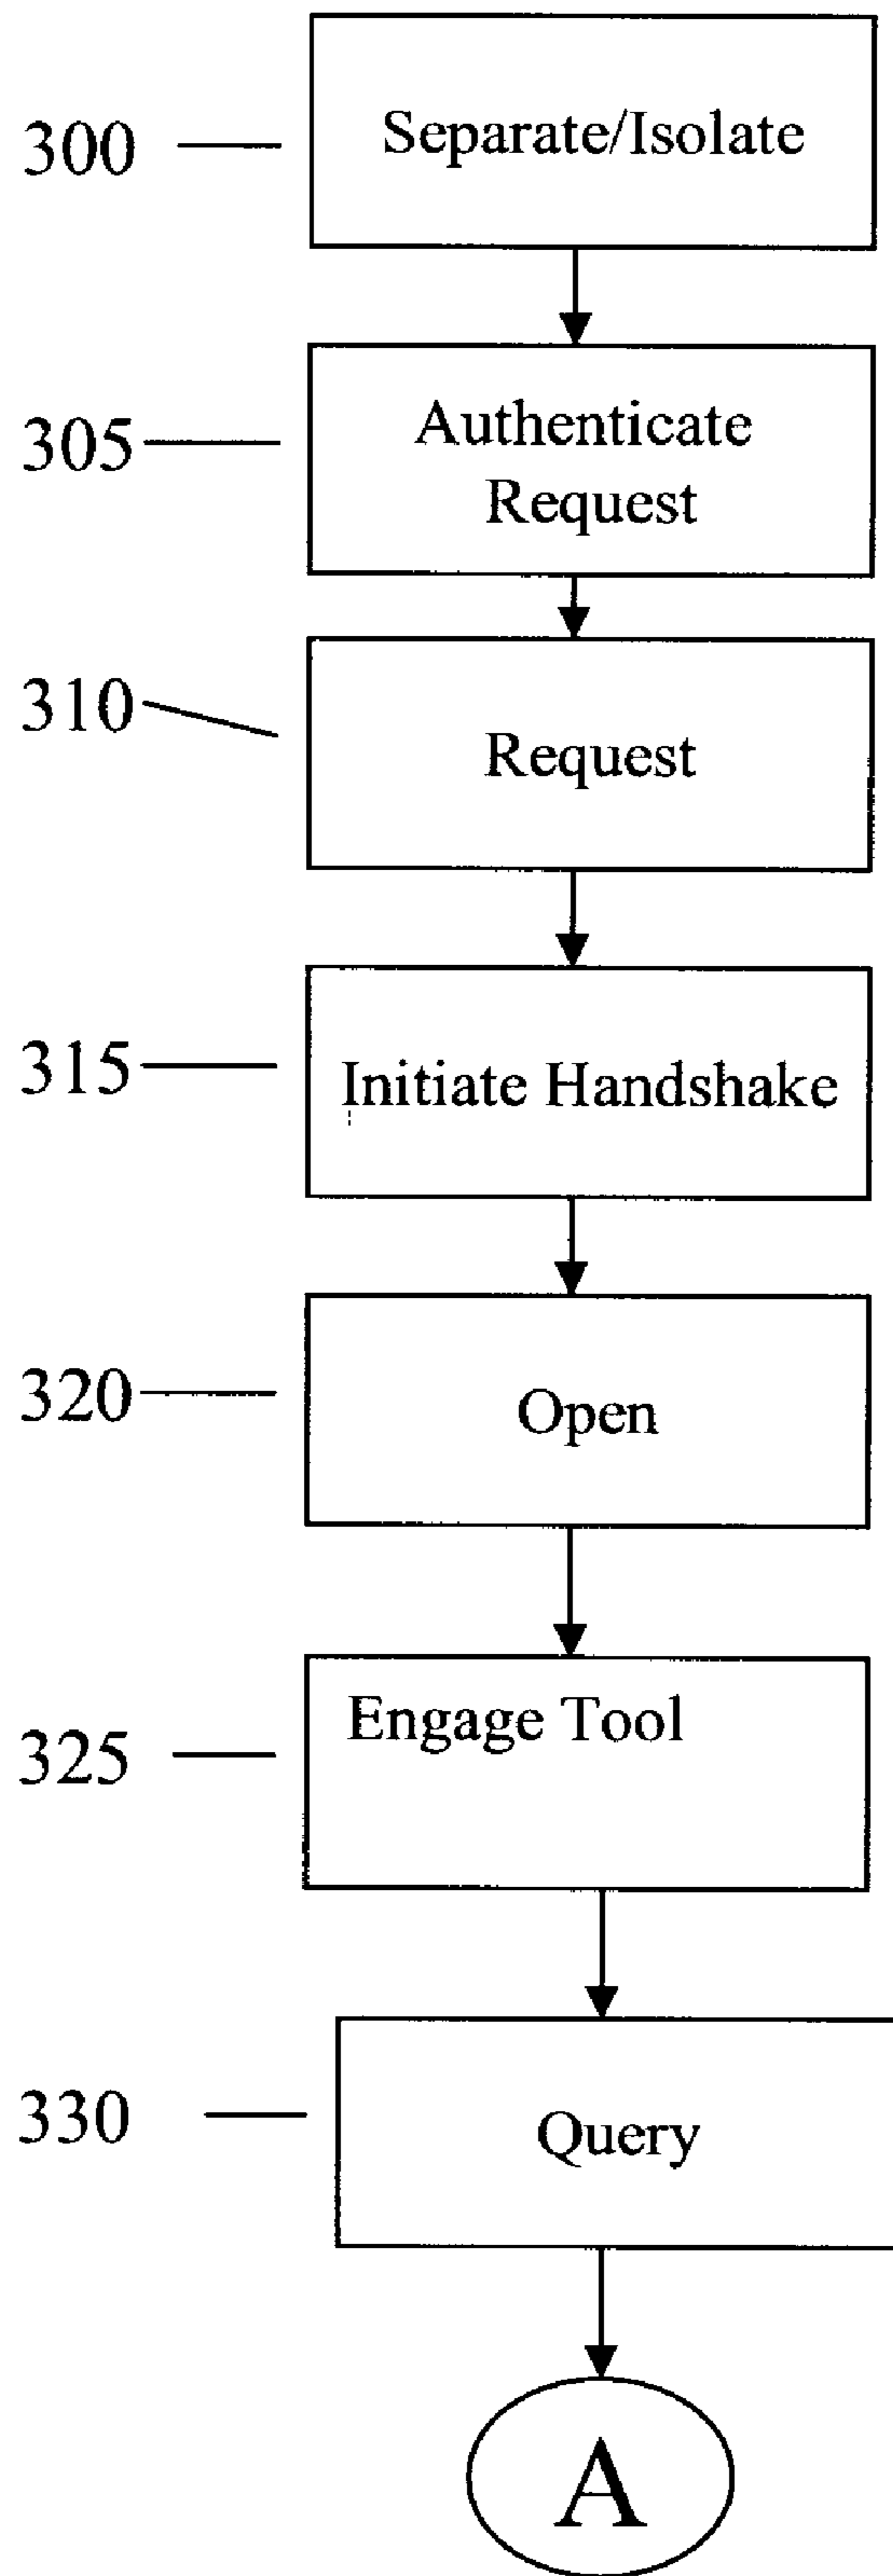 300
Separate/Isolate
305
Authenticate
Request
310
Request
315
Initiate Handshake
320
Open
325
Engage Tool
330
Query
A